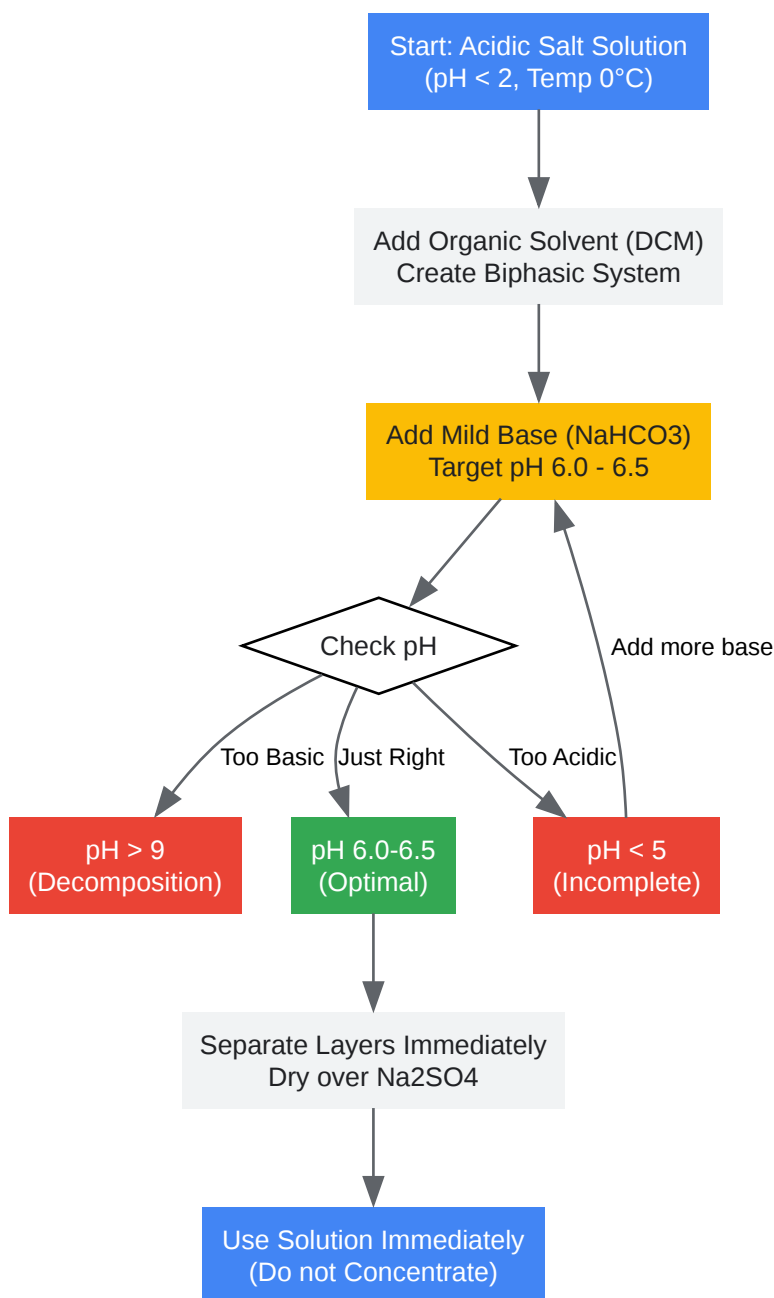 Start: Acidic Salt Solution
(pH < 2, Temp 0°C)
Add Organic Solvent (DCM)
Create Biphasic System
Add Mild Base (NaHCO3)
Target pH 6.0 - 6.5
Check pH
Add more base
Too Basic
Just Right
Too Acidic
pH > 9
(Decomposition)
pH 6.0-6.5
(Optimal)
pH < 5
(Incomplete)
Separate Layers Immediately
Dry over Na2SO4
Use Solution Immediately
(Do not Concentrate)